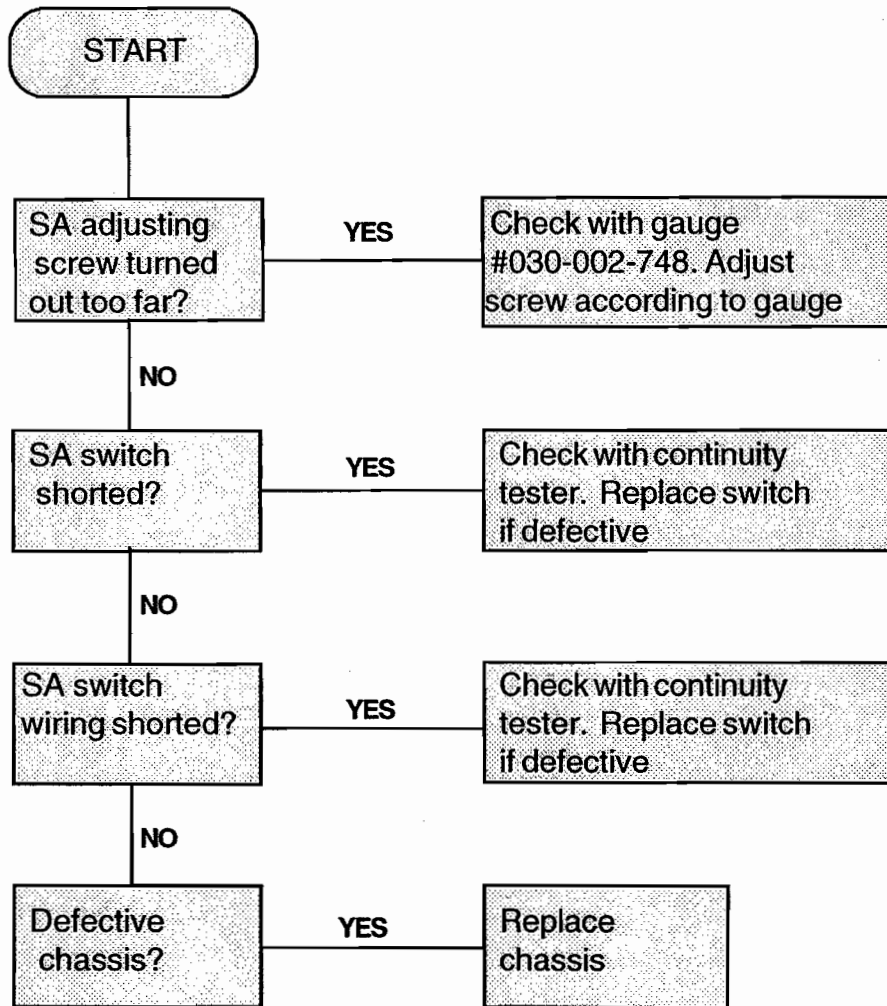 START
SA adjusting
screw turned
out too far?
YES
Check with gauge
#030-002-748. Adjust
screw according to gauge
NO
SA switch
shorted?
YES
Check with continuity
tester. Replace switch
if defective
NO
SA switch
wiring shorted?
YES
Check with continuity
tester. Replace switch
if defective
NO
Defective
chassis?
YES
Replace
chassis